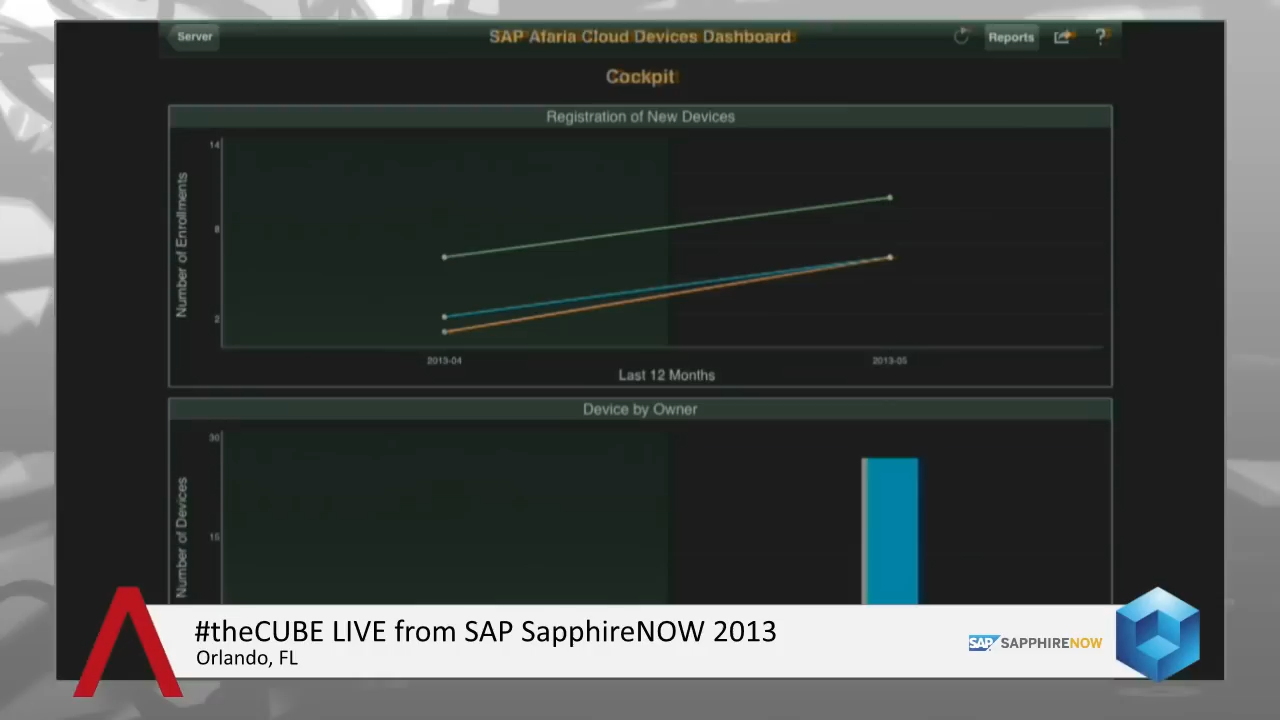 Server
SAP Afaria Cloud Devices Dashboard
Reports
?
Cockpit
Registration of New Devices
14
8
2
Number of Enrollments
2013-04
2013-05
Last 12 Months
Device by Owner
30
15
Number of Devices
#theCUBE LIVE from SAP SapphireNOW 2013
Orlando, FL
SAP SAPPHIRENOW